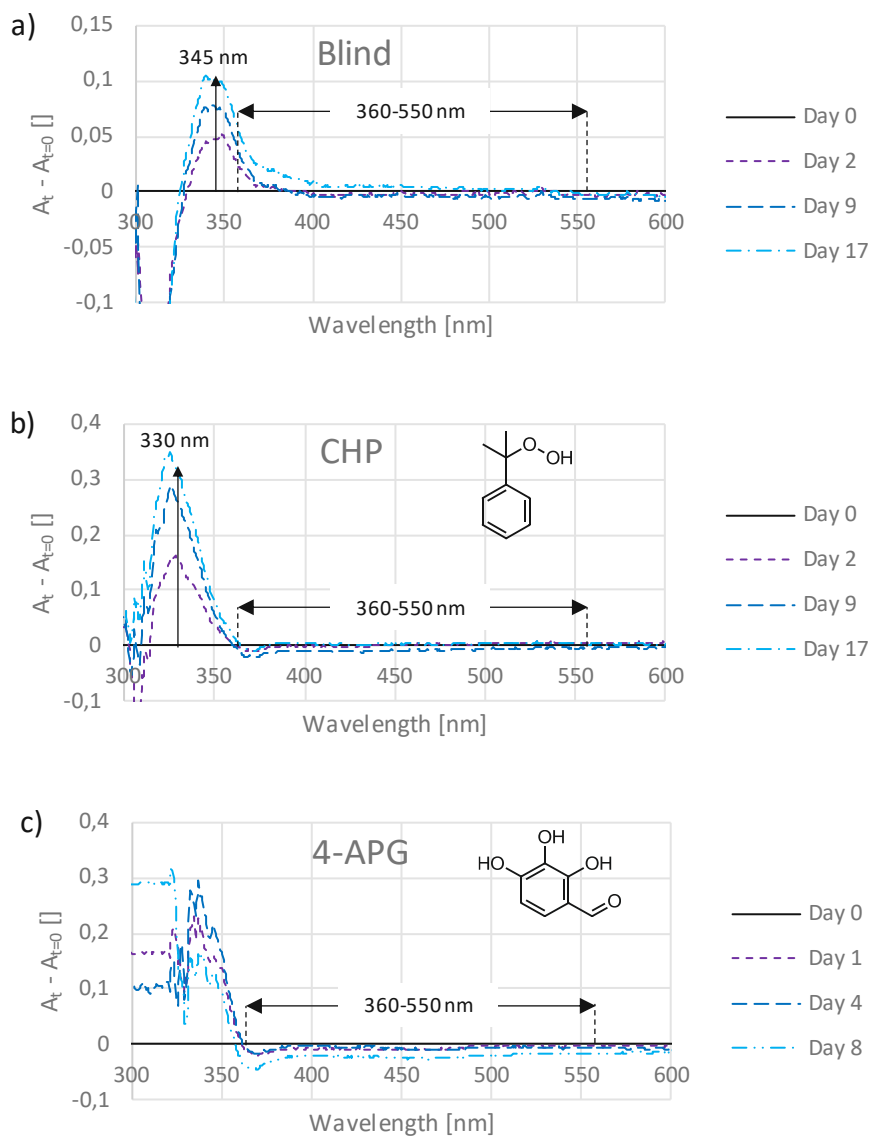 a)
Blind
345 nm
360-550 nm
0,15
0,1
0,05
0
-0,05
-0,1
A_t - A_{t=0} []
300 350 400 450 500 550 600
Wavelength [nm]
Day 0
Day 2
Day 9
Day 17
b)
CHP
330 nm
360-550 nm
O
OH
0,4
0,3
0,2
0,1
0
-0,1
A_t - A_{t=0} []
300 350 400 450 500 550 600
Wavelength [nm]
Day 0
Day 2
Day 9
Day 17
c)
4-APG
360-550 nm
OH
HO
OH
O
0,4
0,3
0,2
0,1
0
-0,1
A_t - A_{t=0} []
300 350 400 450 500 550 600
Wavelength [nm]
Day 0
Day 1
Day 4
Day 8